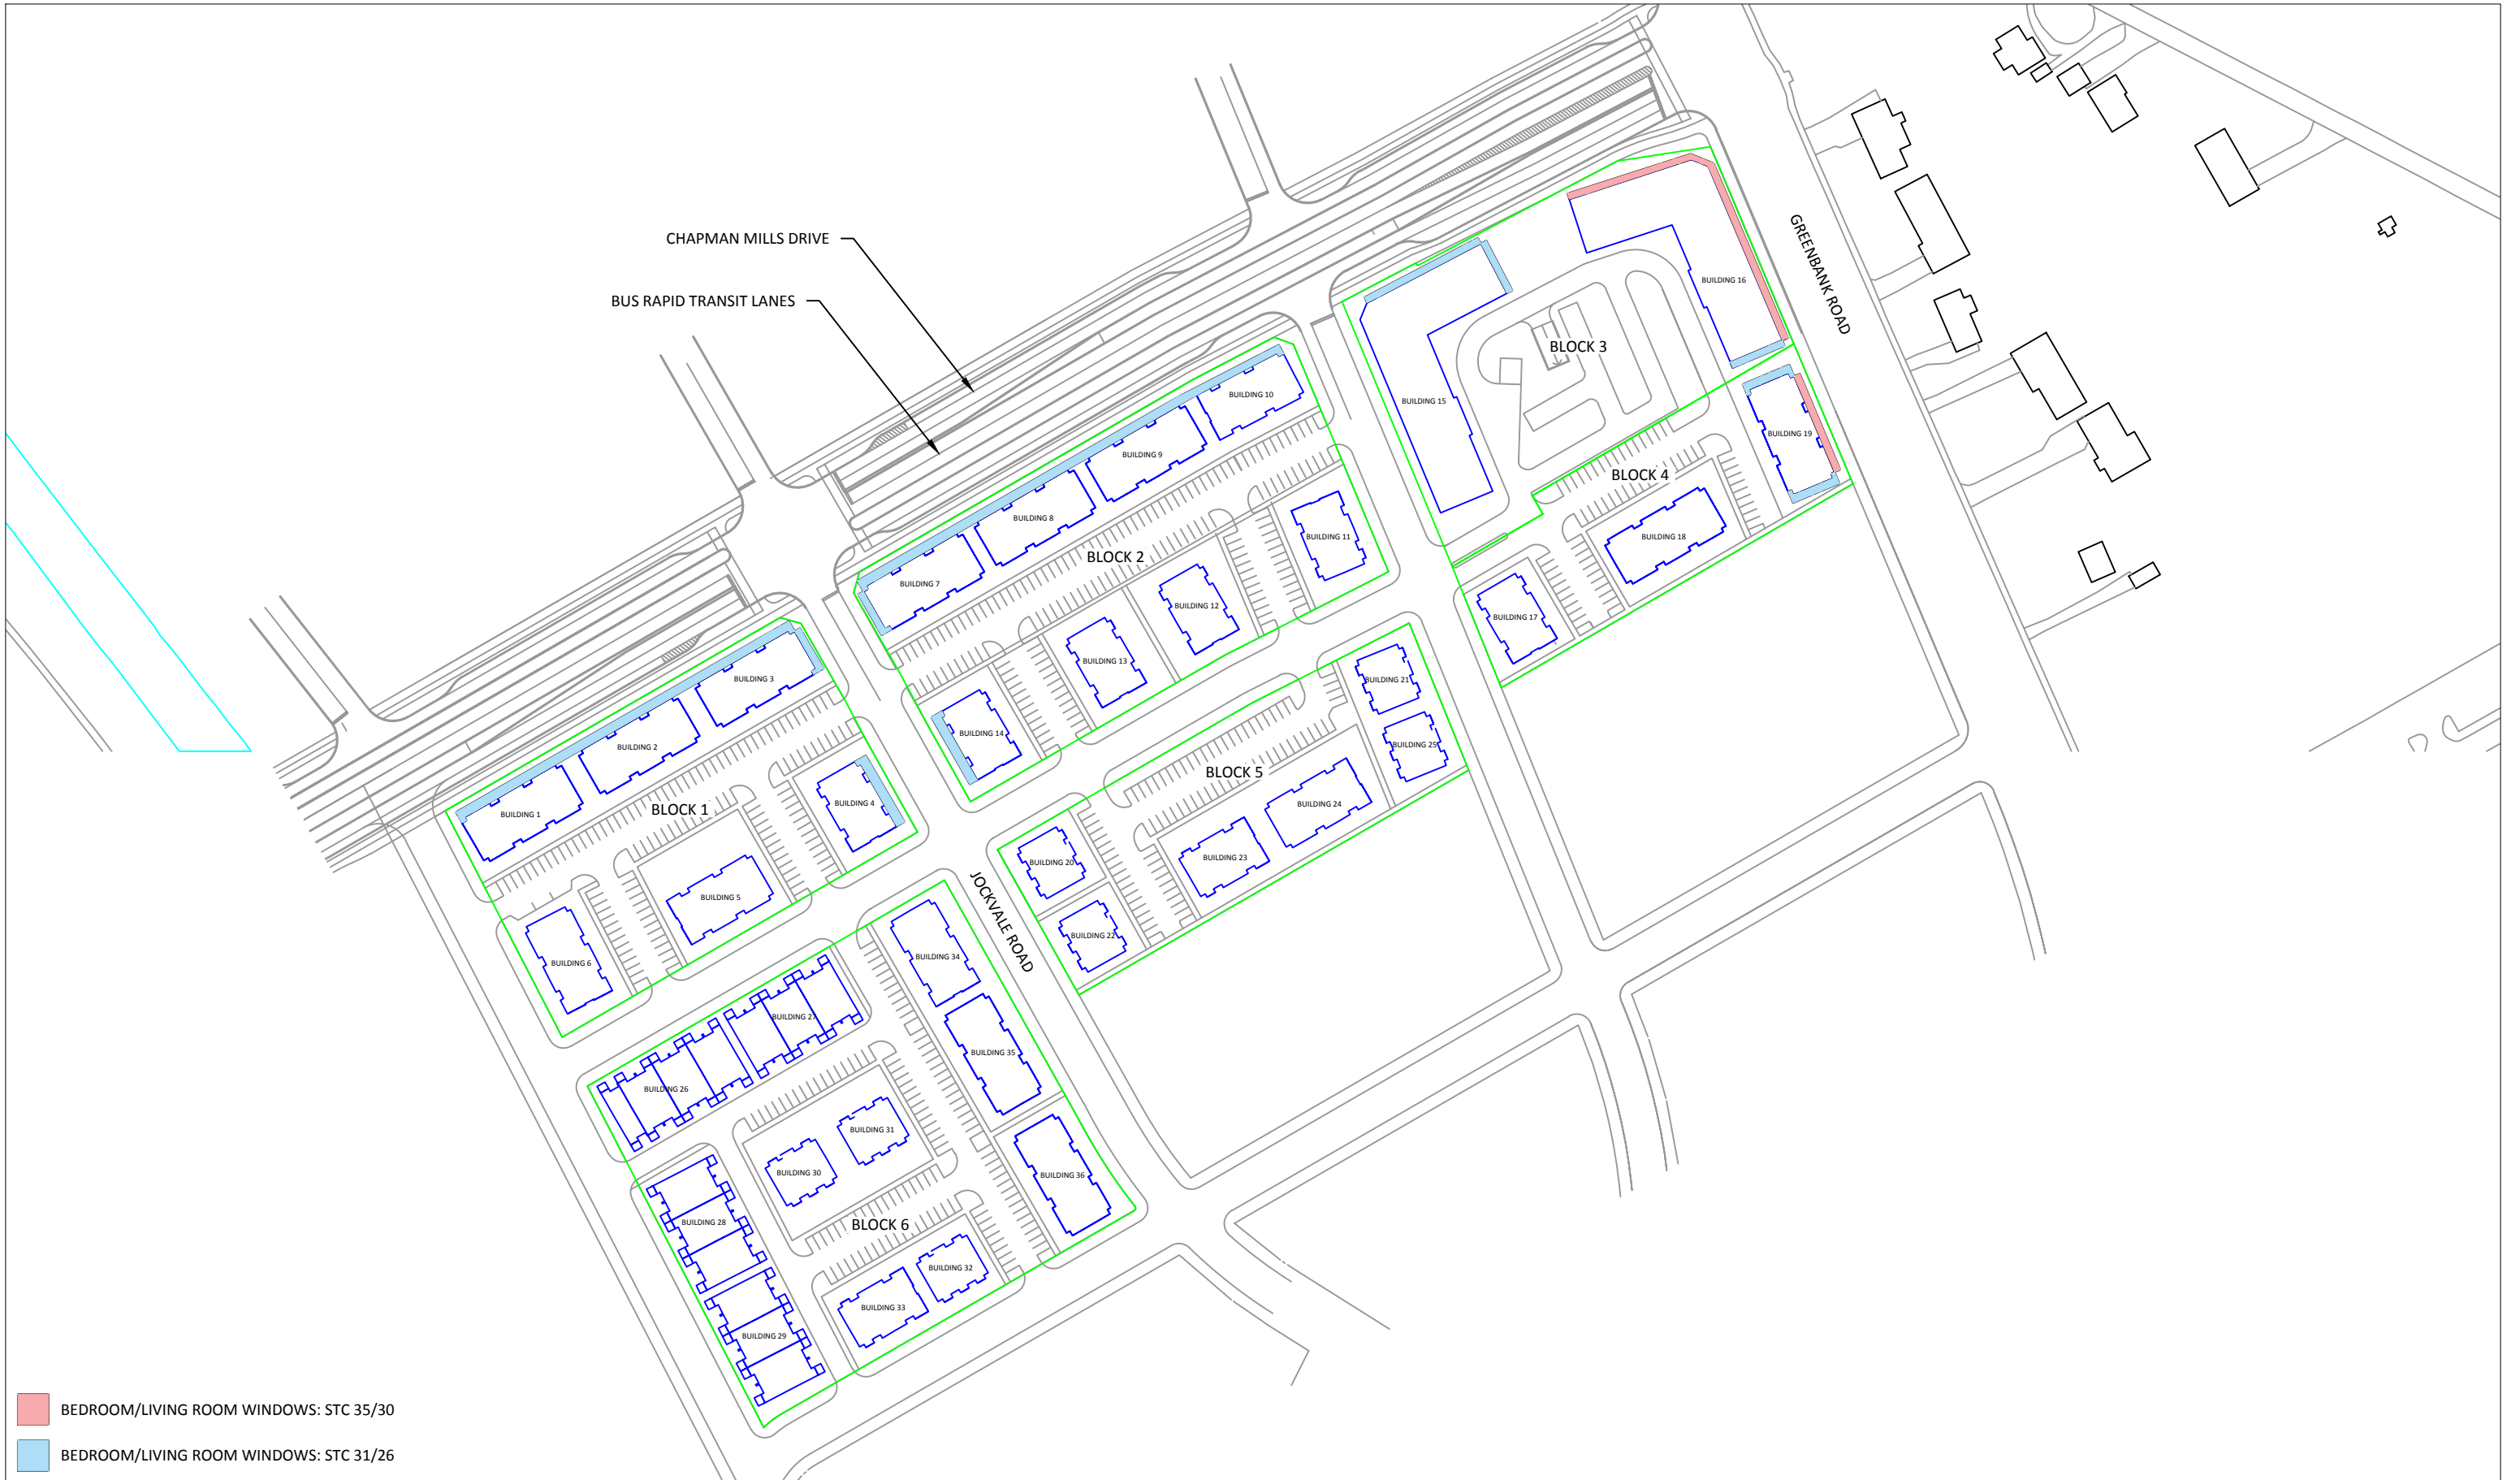 CHAPMAN MILLS DRIVE
BUS RAPID TRANSIT LANES
GREENBANK ROAD
BUILDING 16
BLOCK 3
BUILDING 15
BUILDING 10
BUILDING 19
BUILDING 9
BLOCK 4
BUILDING 8
BUILDING 18
BUILDING 11
BLOCK 2
BUILDING 7
BUILDING 12
BUILDING 17
BUILDING 13
BUILDING 3
BUILDING 21
BUILDING 14
BUILDING 25
BUILDING 2
BLOCK 5
BUILDING 4
BUILDING 24
BLOCK 1
BUILDING 1
BUILDING 23
BUILDING 20
BUILDING 5
JOCKVALE ROAD
BUILDING 22
BUILDING 34
BUILDING 6
BUILDING 27
BUILDING 35
BUILDING 26
BUILDING 31
BUILDING 30
BUILDING 36
BUILDING 28
BLOCK 6
BUILDING 32
BUILDING 33
BUILDING 29
BEDROOM/LIVING ROOM WINDOWS: STC 35/30
BEDROOM/LIVING ROOM WINDOWS: STC 31/26